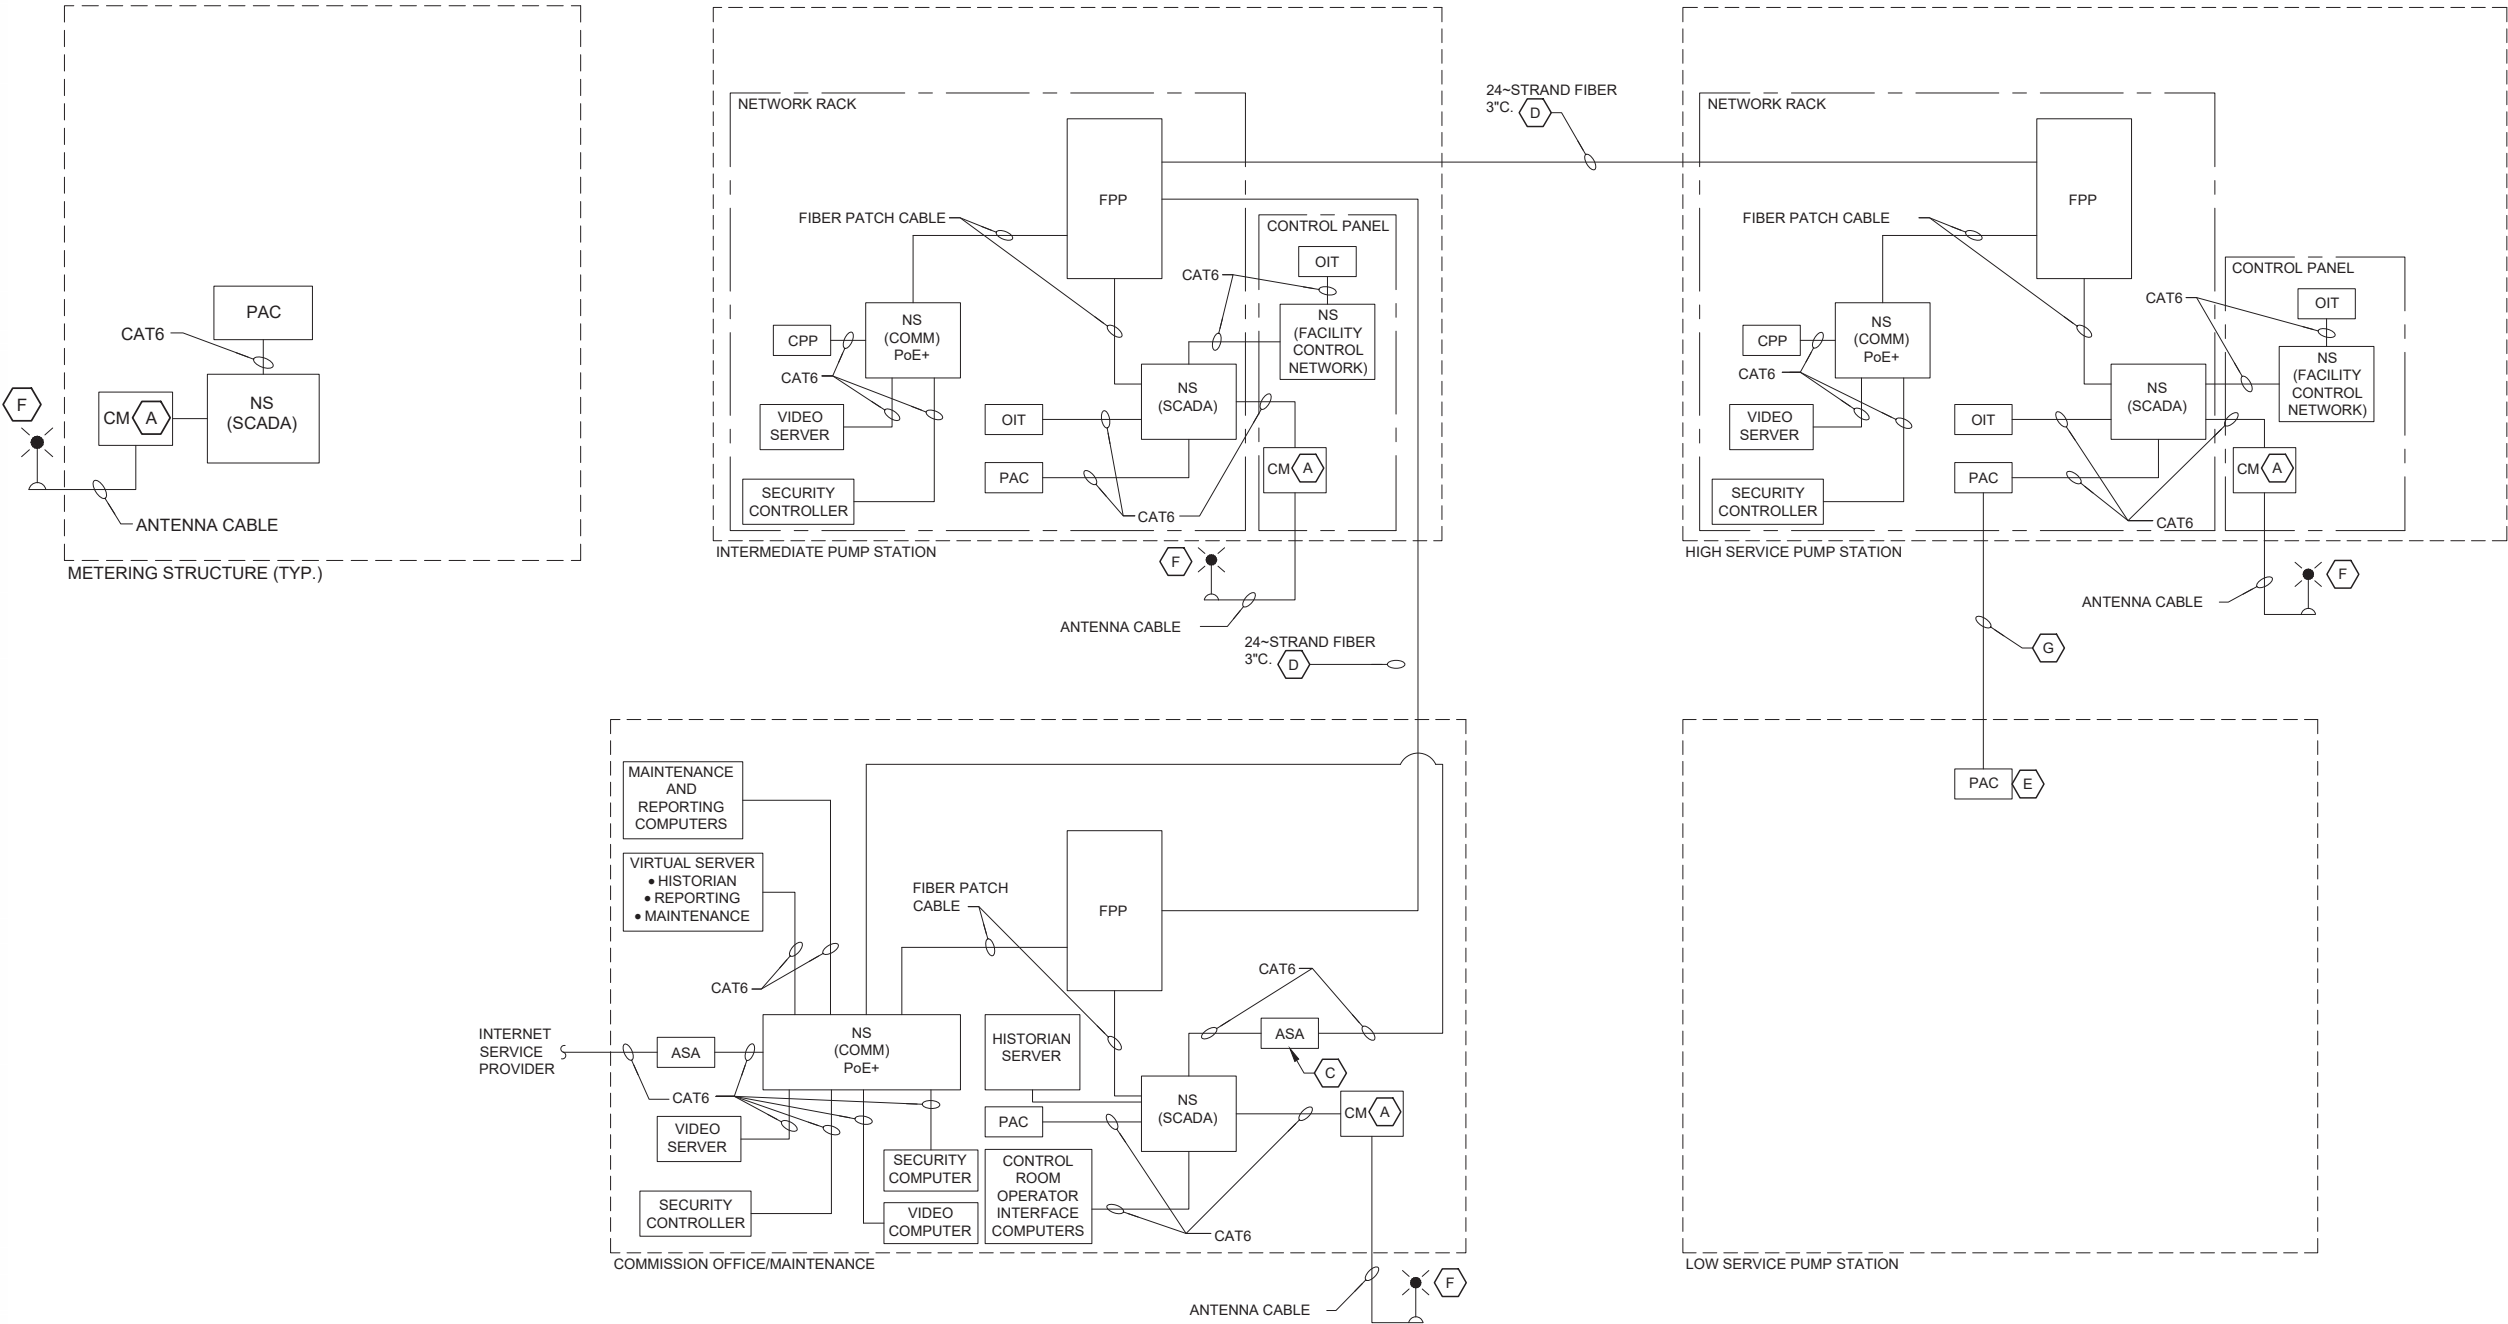 PAC
CAT6
CM A
NS
(SCADA)
F
ANTENNA CABLE
METERING STRUCTURE (TYP.)
NETWORK RACK
FPP
FIBER PATCH CABLE
CONTROL PANEL
OIT
CAT6
NS
(FACILITY
CONTROL
NETWORK)
NS
(COMM)
PoE+
CPP
CAT6
VIDEO
SERVER
SECURITY
CONTROLLER
NS
(SCADA)
OIT
PAC
CAT6
CM A
INTERMEDIATE PUMP STATION
F
ANTENNA CABLE
24~STRAND FIBER
3"C. D
24~STRAND FIBER
3"C. D
NETWORK RACK
FPP
FIBER PATCH CABLE
CONTROL PANEL
OIT
CAT6
NS
(FACILITY
CONTROL
NETWORK)
NS
(COMM)
PoE+
CPP
CAT6
VIDEO
SERVER
SECURITY
CONTROLLER
NS
(SCADA)
OIT
PAC
CAT6
CM A
HIGH SERVICE PUMP STATION
F
ANTENNA CABLE
G
MAINTENANCE
AND
REPORTING
COMPUTERS
VIRTUAL SERVER
• HISTORIAN
• REPORTING
• MAINTENANCE
CAT6
FIBER PATCH
CABLE
FPP
CAT6
INTERNET
SERVICE
PROVIDER
ASA
NS
(COMM)
PoE+
HISTORIAN
SERVER
ASA
C
CAT6
VIDEO
SERVER
SECURITY
CONTROLLER
SECURITY
COMPUTER
VIDEO
COMPUTER
PAC
NS
(SCADA)
CM A
CONTROL
ROOM
OPERATOR
INTERFACE
COMPUTERS
CAT6
COMMISSION OFFICE/MAINTENANCE
F
ANTENNA CABLE
PAC E
LOW SERVICE PUMP STATION